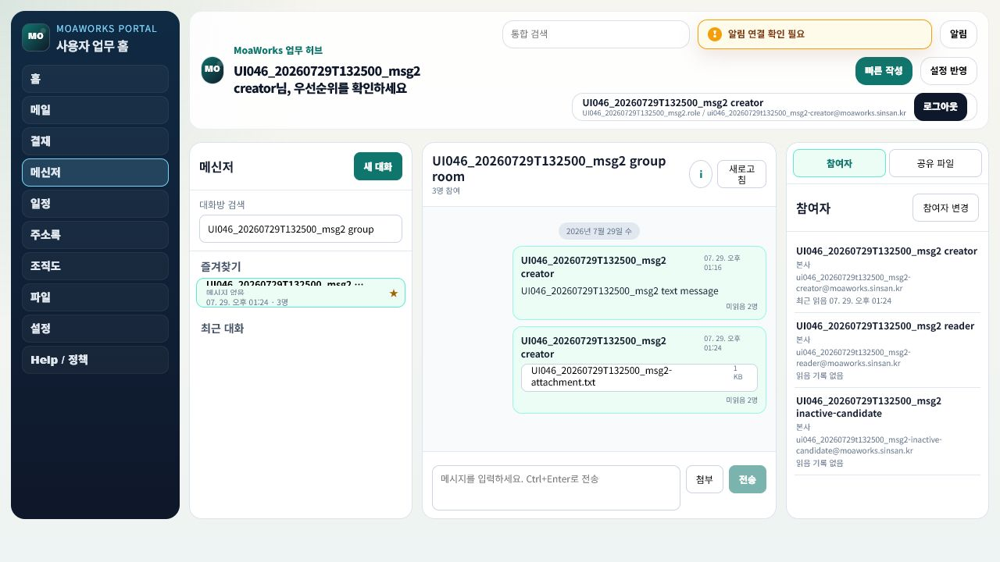 MO
MOAWORKS PORTAL
사용자 업무 홈
홈
메일
결재
메신저
일정
주소록
조직도
파일
설정
Help / 정책
MO
MoaWorks 업무 허브
UI046_20260729T132500_msg2
creator님, 우선순위를 확인하세요
통합 검색
! 알림 연결 확인 필요
알림
빠른 작성
설정 반영
UI046_20260729T132500_msg2 creator
UI046_20260729T132500_msg2.role / ui046_20260729t132500_msg2-creator@moaworks.sinsan.kr
로그아웃
메신저
새 대화
대화방 검색
UI046_20260729T132500_msg2 group
즐겨찾기
UI046_20260729T132500_msg2 …
메시지 없음
07. 29. 오후 01:24 · 3명
★
최근 대화
UI046_20260729T132500_msg2 group
room
3명 참여
i
새로고
침
2026년 7월 29일 수
UI046_20260729T132500_msg2
creator
07. 29. 오후
01:16
UI046_20260729T132500_msg2 text message
미읽음 2명
UI046_20260729T132500_msg2
creator
07. 29. 오후
01:24
UI046_20260729T132500_msg2-
attachment.txt
1
KB
미읽음 2명
메시지를 입력하세요. Ctrl+Enter로 전송
첨부
전송
참여자
공유 파일
참여자
참여자 변경
UI046_20260729T132500_msg2 creator
본사
ui046_20260729t132500_msg2-
creator@moaworks.sinsan.kr
최근 읽음 07. 29. 오후 01:24
UI046_20260729T132500_msg2 reader
본사
ui046_20260729t132500_msg2-
reader@moaworks.sinsan.kr
읽음 기록 없음
UI046_20260729T132500_msg2
inactive-candidate
본사
ui046_20260729t132500_msg2-inactive-
candidate@moaworks.sinsan.kr
읽음 기록 없음